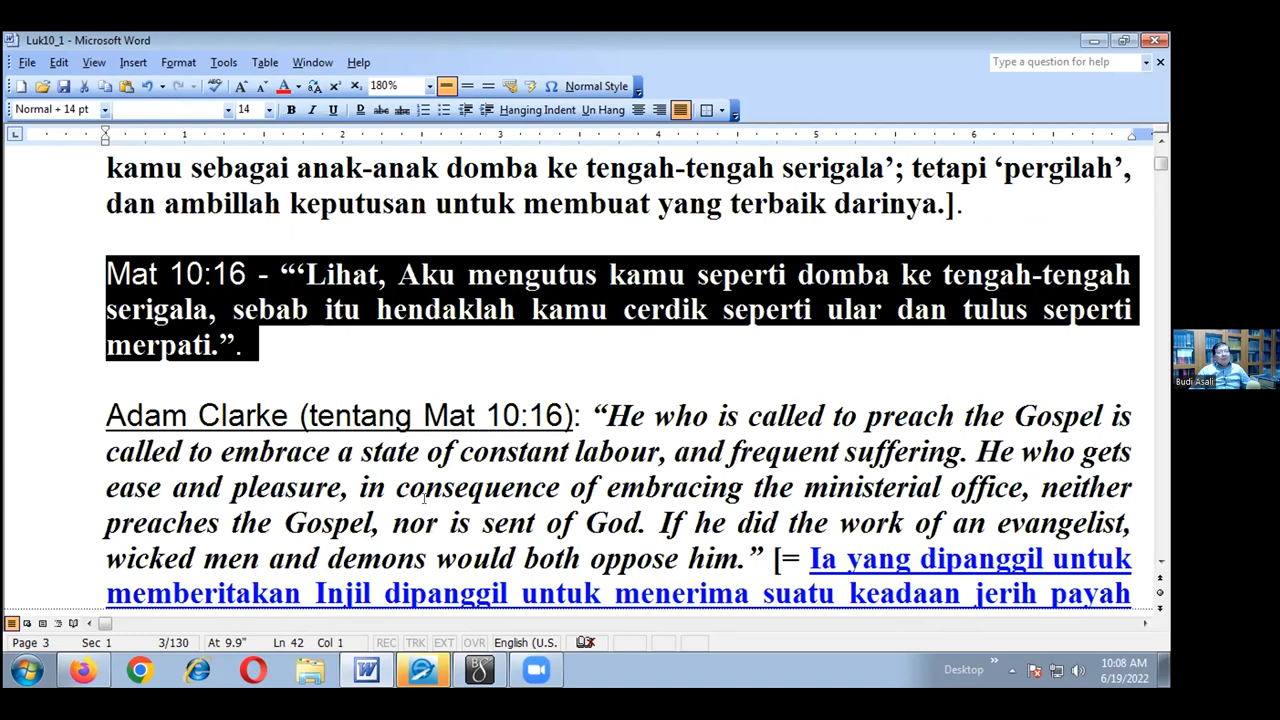 Luk10_1 - Microsoft Word
File Edit View Insert Format Tools Table Window Help
Type a question for help
180% Normal Style
Normal + 14 pt 14 B I U Hanging Indent Un Hang
1 2 3 4 5 6
kamu sebagai anak-anak domba ke tengah-tengah serigala’; tetapi ‘pergilah’,
dan ambillah keputusan untuk membuat yang terbaik darinya.].
Mat 10:16 - “‘Lihat, Aku mengutus kamu seperti domba ke tengah-tengah
serigala, sebab itu hendaklah kamu cerdik seperti ular dan tulus seperti
merpati.”.
Adam Clarke (tentang Mat 10:16): “He who is called to preach the Gospel is
called to embrace a state of constant labour, and frequent suffering. He who gets
ease and pleasure, in consequence of embracing the ministerial office, neither
preaches the Gospel, nor is sent of God. If he did the work of an evangelist,
wicked men and demons would both oppose him.” [= Ia yang dipanggil untuk
memberitakan Injil dipanggil untuk menerima suatu keadaan jerih payah
Budi Asali
Page 3 Sec 1 3/130 At 9.9" Ln 42 Col 1 REC TRK EXT OVR English (U.S.
Desktop » 10:08 AM
6/19/2022